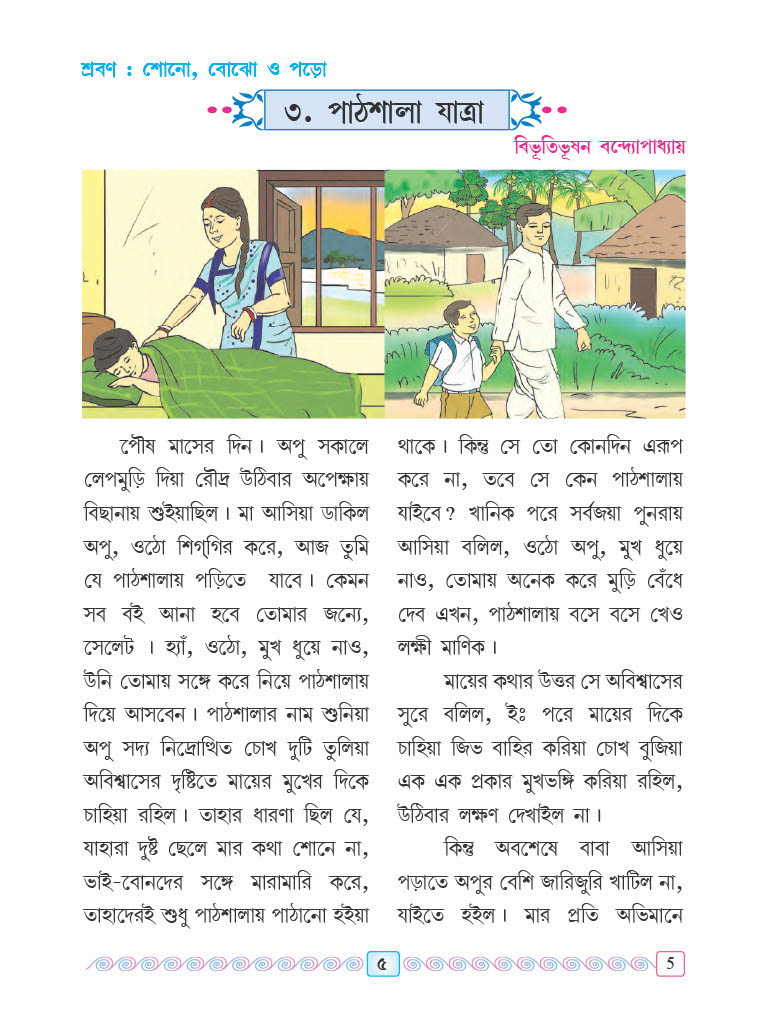 শ্রবণ : শোনো, বোঝো ও পড়ো
৩. পাঠশালা যাত্রা
বিভূতিভূষন বন্দ্যোপাধ্যায়
পৌষ মাসের দিন। অপু সকালে
লেপমুড়ি দিয়া রৌদ্র উঠিবার অপেক্ষায়
বিছানায় শুইয়াছিল। মা আসিয়া ডাকিল
অপু, ওঠো শিগ্‌গির করে, আজ তুমি
যে পাঠশালায় পড়িতে যাবে। কেমন
সব বই আনা হবে তোমার জন্যে,
সেলেট । হ্যাঁ, ওঠো, মুখ ধুয়ে নাও,
উনি তোমায় সঙ্গে করে নিয়ে পাঠশালায়
দিয়ে আসবেন। পাঠশালার নাম শুনিয়া
অপু সদ্য নিদ্রোত্থিত চোখ দুটি তুলিয়া
অবিশ্বাসের দৃষ্টিতে মায়ের মুখের দিকে
চাহিয়া রহিল। তাহার ধারণা ছিল যে,
যাহারা দুষ্ট ছেলে মার কথা শোনে না,
ভাই-বোনদের সঙ্গে মারামারি করে,
তাহাদেরই শুধু পাঠশালায় পাঠানো হইয়া
থাকে। কিন্তু সে তো কোনদিন এরূপ
করে না, তবে সে কেন পাঠশালায়
যাইবে? খানিক পরে সর্বজয়া পুনরায়
আসিয়া বলিল, ওঠো অপু, মুখ ধুয়ে
নাও, তোমায় অনেক করে মুড়ি বেঁধে
দেব এখন, পাঠশালায় বসে বসে খেও
লক্ষী মাণিক।
মায়ের কথার উত্তর সে অবিশ্বাসের
সুরে বলিল, ইঃ পরে মায়ের দিকে
চাহিয়া জিভ বাহির করিয়া চোখ বুজিয়া
এক এক প্রকার মুখভঙ্গি করিয়া রহিল,
উঠিবার লক্ষণ দেখাইল না।
কিন্তু অবশেষে বাবা আসিয়া
পড়াতে অপুর বেশি জারিজুরি খাটিল না,
যাইতে হইল। মার প্রতি অভিমানে
৫
5